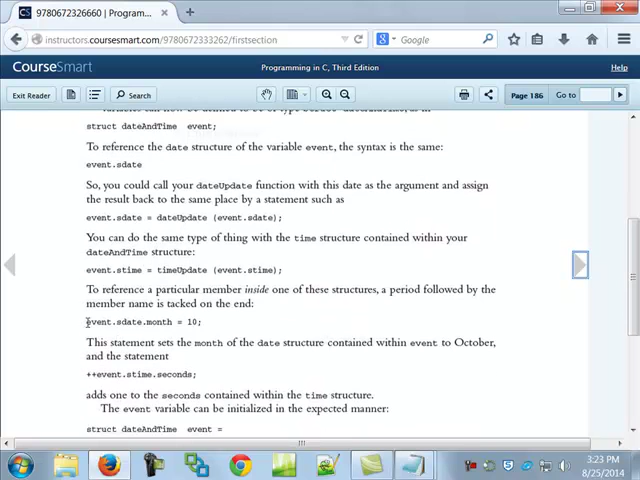 9780672326660 | Program...
instructors.coursesmart.com/9780672333262/firstsection
Google
CourseSmart
Programming in C, Third Edition
Help
Exit Reader
Search
Page 186
Go to
struct dateAndTime event;
To reference the date structure of the variable event, the syntax is the same:
event.sdate
So, you could call your dateUpdate function with this date as the argument and assign
the result back to the same place by a statement such as
event.sdate = dateUpdate (event.sdate);
You can do the same type of thing with the time structure contained within your
dateAndTime structure:
event.stime = timeUpdate (event.stime);
To reference a particular member inside one of these structures, a period followed by the
member name is tacked on the end:
event.sdate.month = 10;
This statement sets the month of the date structure contained within event to October,
and the statement
++event.stime.seconds;
adds one to the seconds contained within the time structure.
The event variable can be initialized in the expected manner:
struct dateAndTime event =
3:23 PM
8/25/2014